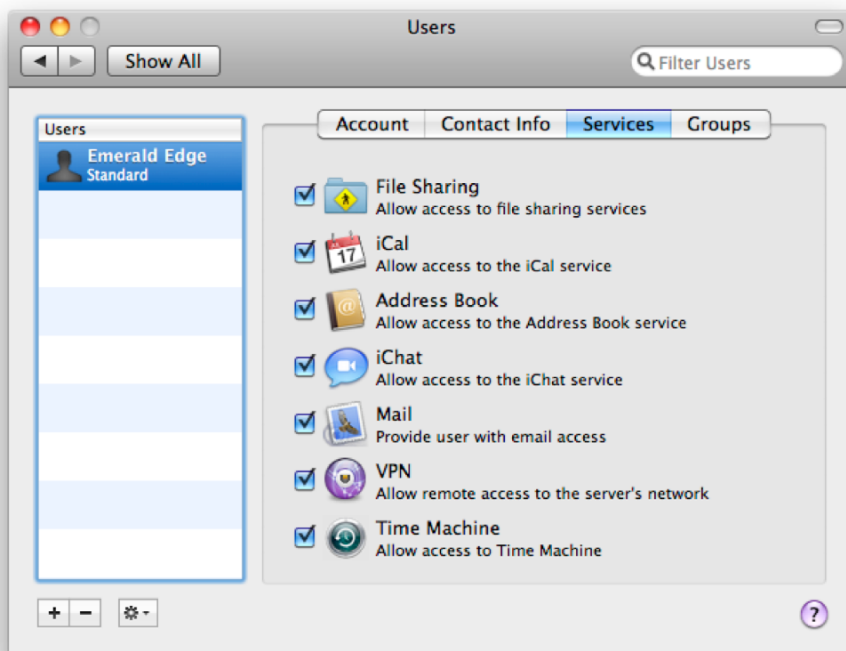 Users
Show All
Filter Users
Users
Emerald Edge
Standard
Account Contact Info Services Groups
File Sharing
Allow access to file sharing services
17
iCal
Allow access to the iCal service
@
Address Book
Allow access to the Address Book service
iChat
Allow access to the iChat service
Mail
Provide user with email access
VPN
Allow remote access to the server's network
Time Machine
Allow access to Time Machine
+ − ?